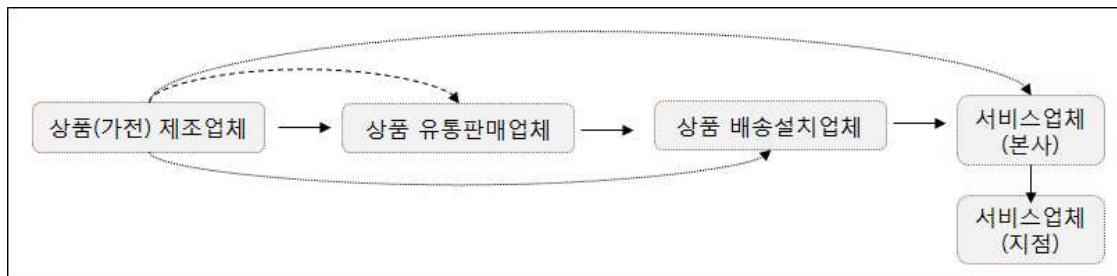 상품(가전) 제조업체
상품 유통판매업체
상품 배송설치업체
서비스업체
(본사)
서비스업체
(지점)